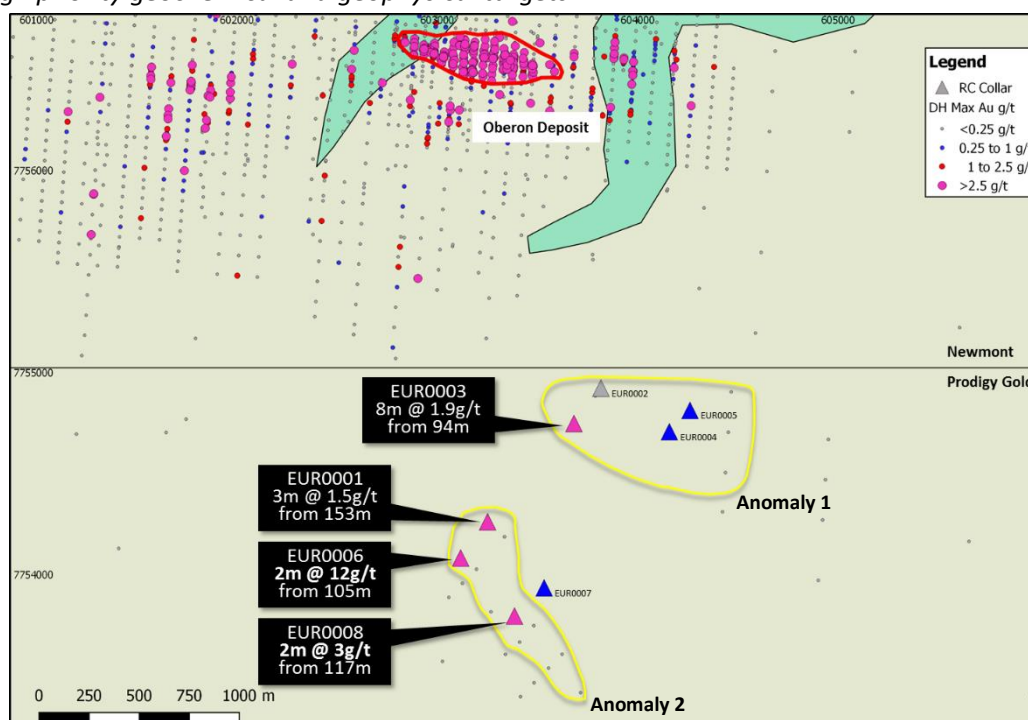 601000 602000 603000 604000 605000
Legend
RC Collar
DH Max Au g/t
<0.25 g/t
0.25 to 1 g/
1 to 2.5 g/
>2.5 g/t
Oberon Deposit
7756000
Newmont
7755000
Prodigy Gold
EUR0003
8m @ 1.9g/t
from 94m
EUR0002
EUR0005
EUR0004
Anomaly 1
EUR0001
3m @ 1.5g/t
from 153m
EUR0006
2m @ 12g/t
from 105m
7754000
EUR0007
EUR0008
2m @ 3g/t
from 117m
0 250 500 750 1000 m
Anomaly 2